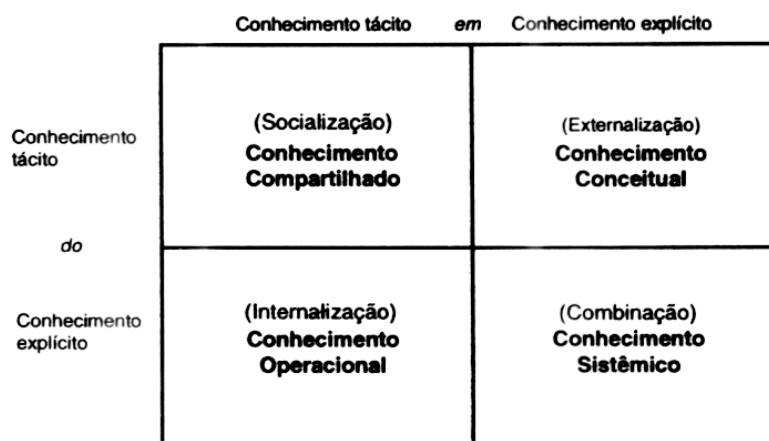 Conhecimento tácito em Conhecimento explícito
Conhecimento
tácito
(Socialização)
Conhecimento
Compartilhado
(Externalização)
Conhecimento
Conceitual
do
Conhecimento
explícito
(Internalização)
Conhecimento
Operacional
(Combinação)
Conhecimento
Sistêmico